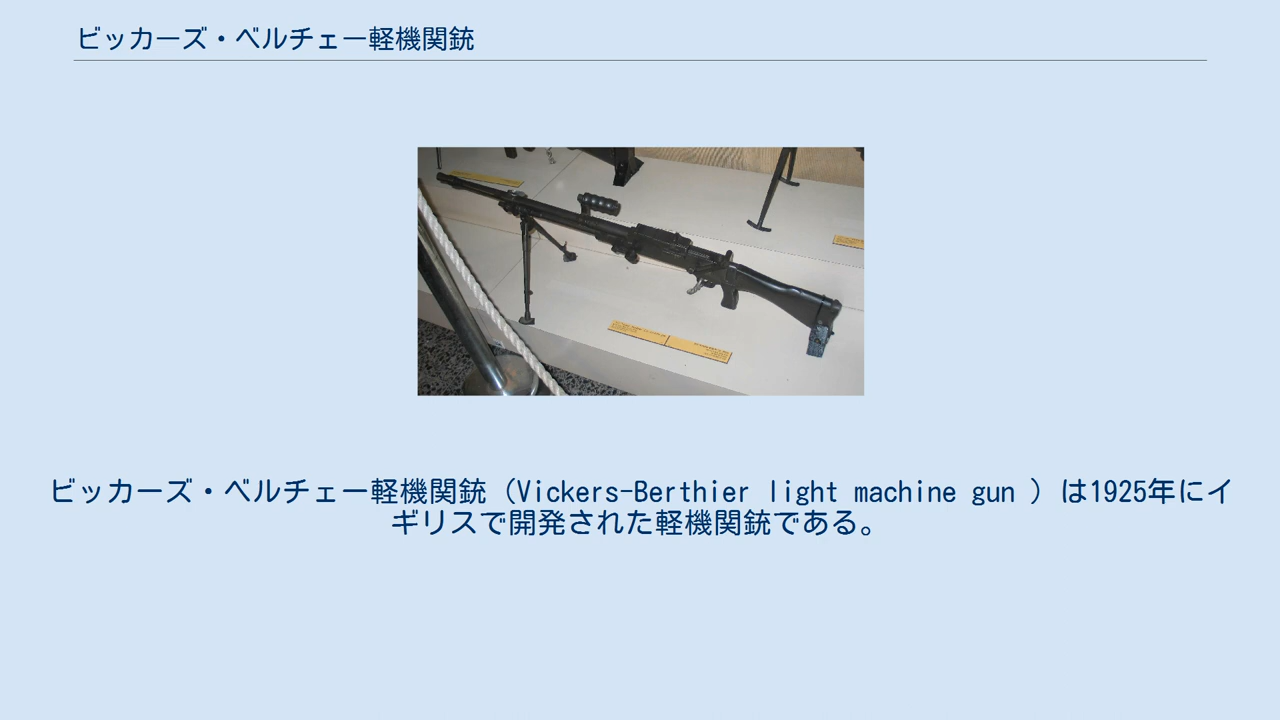 ビッカーズ・ベルチェー軽機関銃
ビッカーズ・ベルチェー軽機関銃（Vickers-Berthier light machine gun ）は1925年にイ
ギリスで開発された軽機関銃である。